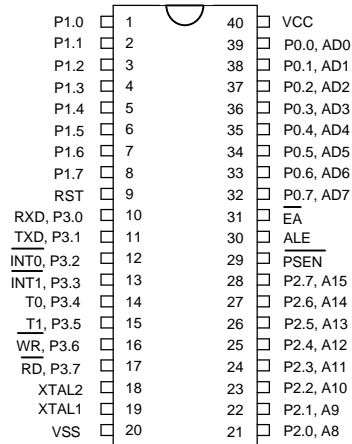 P1.0 1 40 VCC
P1.1 2 39 P0.0, AD0
P1.2 3 38 P0.1, AD1
P1.3 4 37 P0.2, AD2
P1.4 5 36 P0.3, AD3
P1.5 6 35 P0.4, AD4
P1.6 7 34 P0.5, AD5
P1.7 8 33 P0.6, AD6
RST 9 32 P0.7, AD7
RXD, P3.0 10 31 EA
TXD, P3.1 11 30 ALE
INT0, P3.2 12 29 PSEN
INT1, P3.3 13 28 P2.7, A15
T0, P3.4 14 27 P2.6, A14
T1, P3.5 15 26 P2.5, A13
WR, P3.6 16 25 P2.4, A12
RD, P3.7 17 24 P2.3, A11
XTAL2 18 23 P2.2, A10
XTAL1 19 22 P2.1, A9
VSS 20 21 P2.0, A8